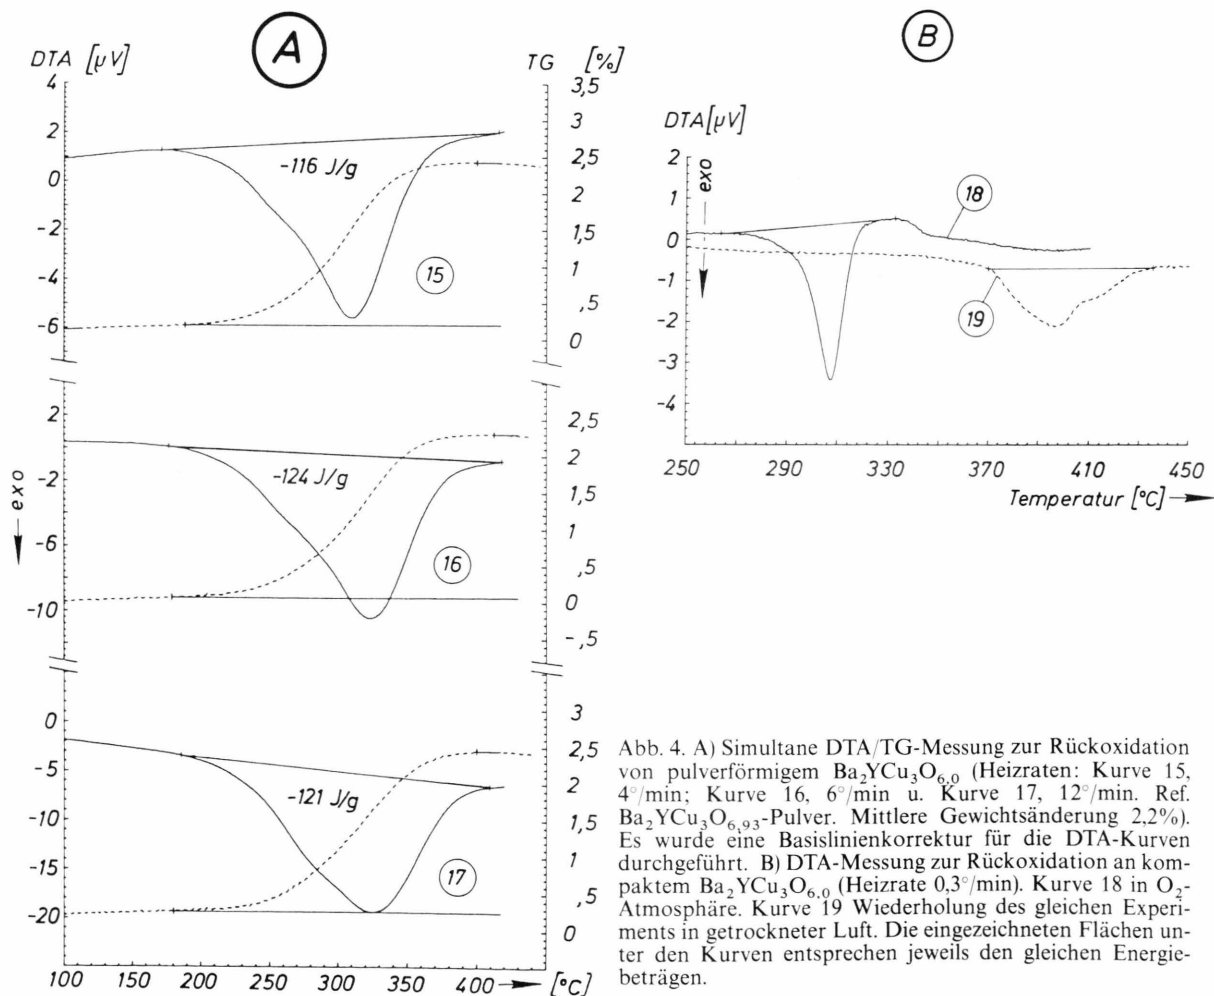 A
DTA [μV]
TG [%]
4
2
0
-2
-4
-6
3,5
3
2,5
2
1,5
1
,5
0
-116 J/g
15
exo
2
-2
-6
-10
2,5
2
1,5
1
,5
0
-,5
-124 J/g
16
0
-5
-10
-15
-20
3
2,5
2
1,5
1
,5
0
-121 J/g
17
100 150 200 250 300 350 400 [°C]
B
DTA [μV]
exo
2
1
0
-1
-2
-3
-4
18
19
250 290 330 370 410 450
Temperatur [°C]
Abb. 4. A) Simultane DTA/TG-Messung zur Rückoxidation
von pulverförmigem Ba₂YCu₃O₆,₀ (Heizraten: Kurve 15,
4°/min; Kurve 16, 6°/min u. Kurve 17, 12°/min. Ref.
Ba₂YCu₃O₆,₉₃-Pulver. Mittlere Gewichtsänderung 2,2%).
Es wurde eine Basislinienkorrektur für die DTA-Kurven
durchgeführt. B) DTA-Messung zur Rückoxidation an kom-
paktem Ba₂YCu₃O₆,₀ (Heizrate 0,3°/min). Kurve 18 in O₂-
Atmosphäre. Kurve 19 Wiederholung des gleichen Experi-
ments in getrockneter Luft. Die eingezeichneten Flächen un-
ter den Kurven entsprechen jeweils den gleichen Energie-
beträgen.